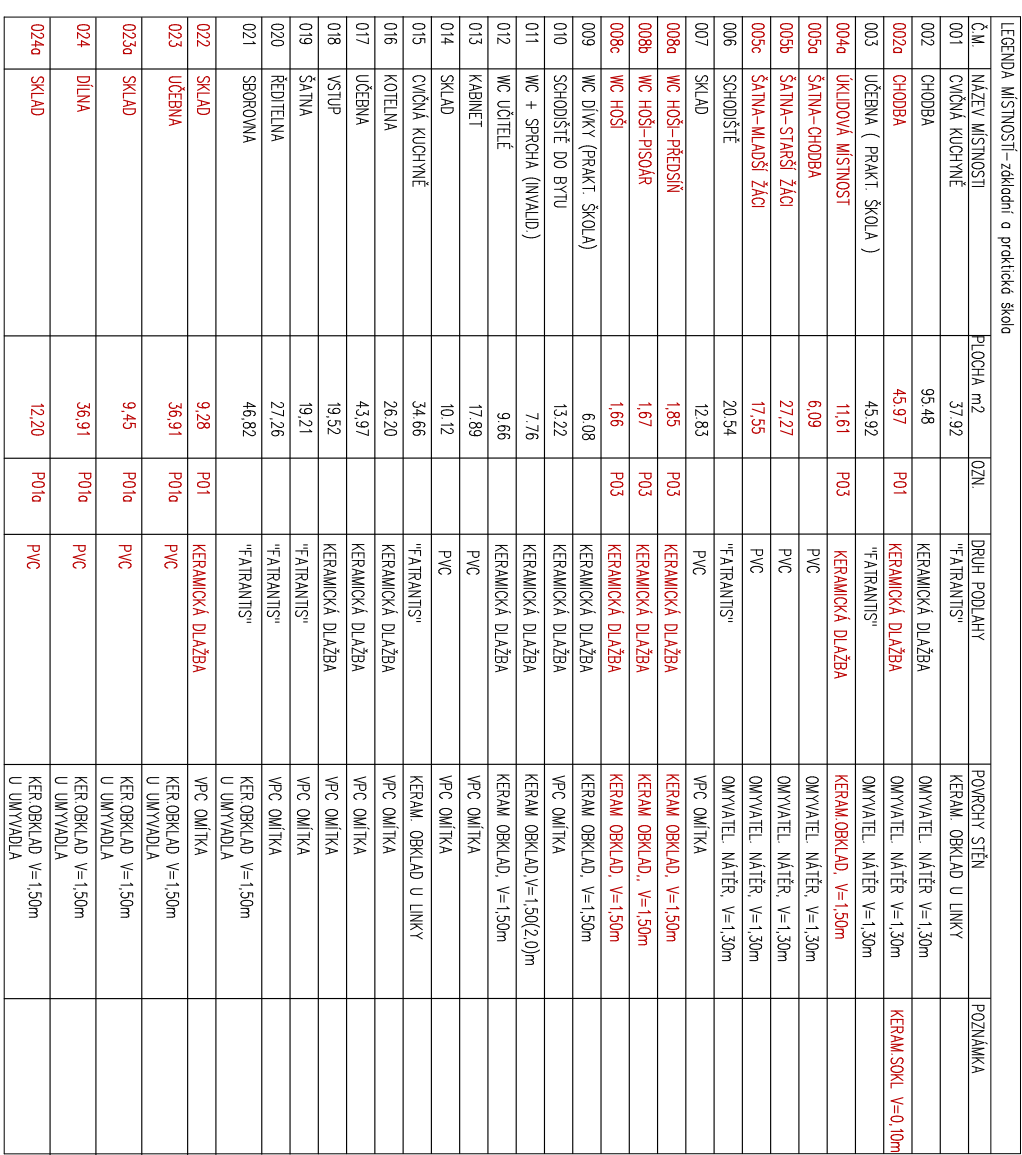 LEGENDA MÍSTNOSTÍ-základní a praktická škola
Č.M. NÁZEV MÍSTNOSTI PLOCHA m2 OZN. DRUH PODLAHY POVRCHY STĚN POZNÁMKA
001 CVIČNÁ KUCHYNĚ 37.92 "FATRANTIS" KERAM. OBKLAD U LINKY
002 CHODBA 95.48 KERAMICKÁ DLAŽBA OMYVATEL. NÁTĚR, V=1,30m
002a CHODBA 45.97 P01 KERAMICKÁ DLAŽBA OMYVATEL. NÁTĚR, V=1,30m KERAM.SOKL V=0,10m
003 UČEBNA ( PRAKT. ŠKOLA ) 45.92 "FATRANTIS" OMYVATEL. NÁTĚR, V=1,30m
004a ÚKLIDOVÁ MÍSTNOST 11,61 P03 KERAMICKÁ DLAŽBA KERAM.OBKLAD, V=1,50m
005a ŠATNA-CHODBA 6,09 PVC OMYVATEL. NÁTĚR, V=1,30m
005b ŠATNA-STARŠÍ ŽÁCI 27,27 PVC OMYVATEL. NÁTĚR, V=1,30m
005c ŠATNA-MLADŠÍ ŽÁCI 17,55 PVC OMYVATEL. NÁTĚR, V=1,30m
006 SCHODIŠTĚ 20.54 "FATRANTIS" OMYVATEL. NÁTĚR, V=1,30m
007 SKLAD 12.83 PVC VPC OMÍTKA
008a WC HOŠI-PŘEDSÍŇ 1,85 P03 KERAMICKÁ DLAŽBA KERAM OBKLAD, V=1,50m
008b WC HOŠI-PISOÁR 1,67 P03 KERAMICKÁ DLAŽBA KERAM OBKLAD,, V=1,50m
008c WC HOŠI 1,66 P03 KERAMICKÁ DLAŽBA KERAM OBKLAD, V=1,50m
009 WC DÍVKY (PRAKT. ŠKOLA) 6.08 KERAMICKÁ DLAŽBA KERAM OBKLAD, V=1,50m
010 SCHODIŠTĚ DO BYTU 13.22 KERAMICKÁ DLAŽBA VPC OMÍTKA
011 WC + SPRCHA (INVALID.) 7.76 KERAMICKÁ DLAŽBA KERAM OBKLAD,V=1,50(2,0)m
012 WC UČITELÉ 9.66 KERAMICKÁ DLAŽBA KERAM OBKLAD, V=1,50m
013 KABINET 17.89 PVC VPC OMÍTKA
014 SKLAD 10.12 PVC VPC OMÍTKA
015 CVIČNÁ KUCHYNĚ 34.66 "FATRANTIS" KERAM. OBKLAD U LINKY
016 KOTELNA 26.20 KERAMICKÁ DLAŽBA VPC OMÍTKA
017 UČEBNA 43,97 KERAMICKÁ DLAŽBA VPC OMÍTKA
018 VSTUP 19,52 KERAMICKÁ DLAŽBA VPC OMÍTKA
019 ŠATNA 19,21 "FATRANTIS" VPC OMÍTKA
020 ŘEDITELNA 27,26 "FATRANTIS" VPC OMÍTKA
021 SBOROVNA 46,82 "FATRANTIS" KER.OBKLAD V=1,50m
U UMYVADLA
022 SKLAD 9,28 P01 KERAMICKÁ DLAŽBA VPC OMÍTKA
023 UČEBNA 36,91 P01a PVC KER.OBKLAD V=1,50m
U UMYVADLA
023a SKLAD 9,45 P01a PVC KER.OBKLAD V=1,50m
U UMYVADLA
024 DÍLNA 36,91 P01a PVC KER.OBKLAD V=1,50m
U UMYVADLA
024a SKLAD 12,20 P01a PVC KER.OBKLAD V=1,50m
U UMYVADLA